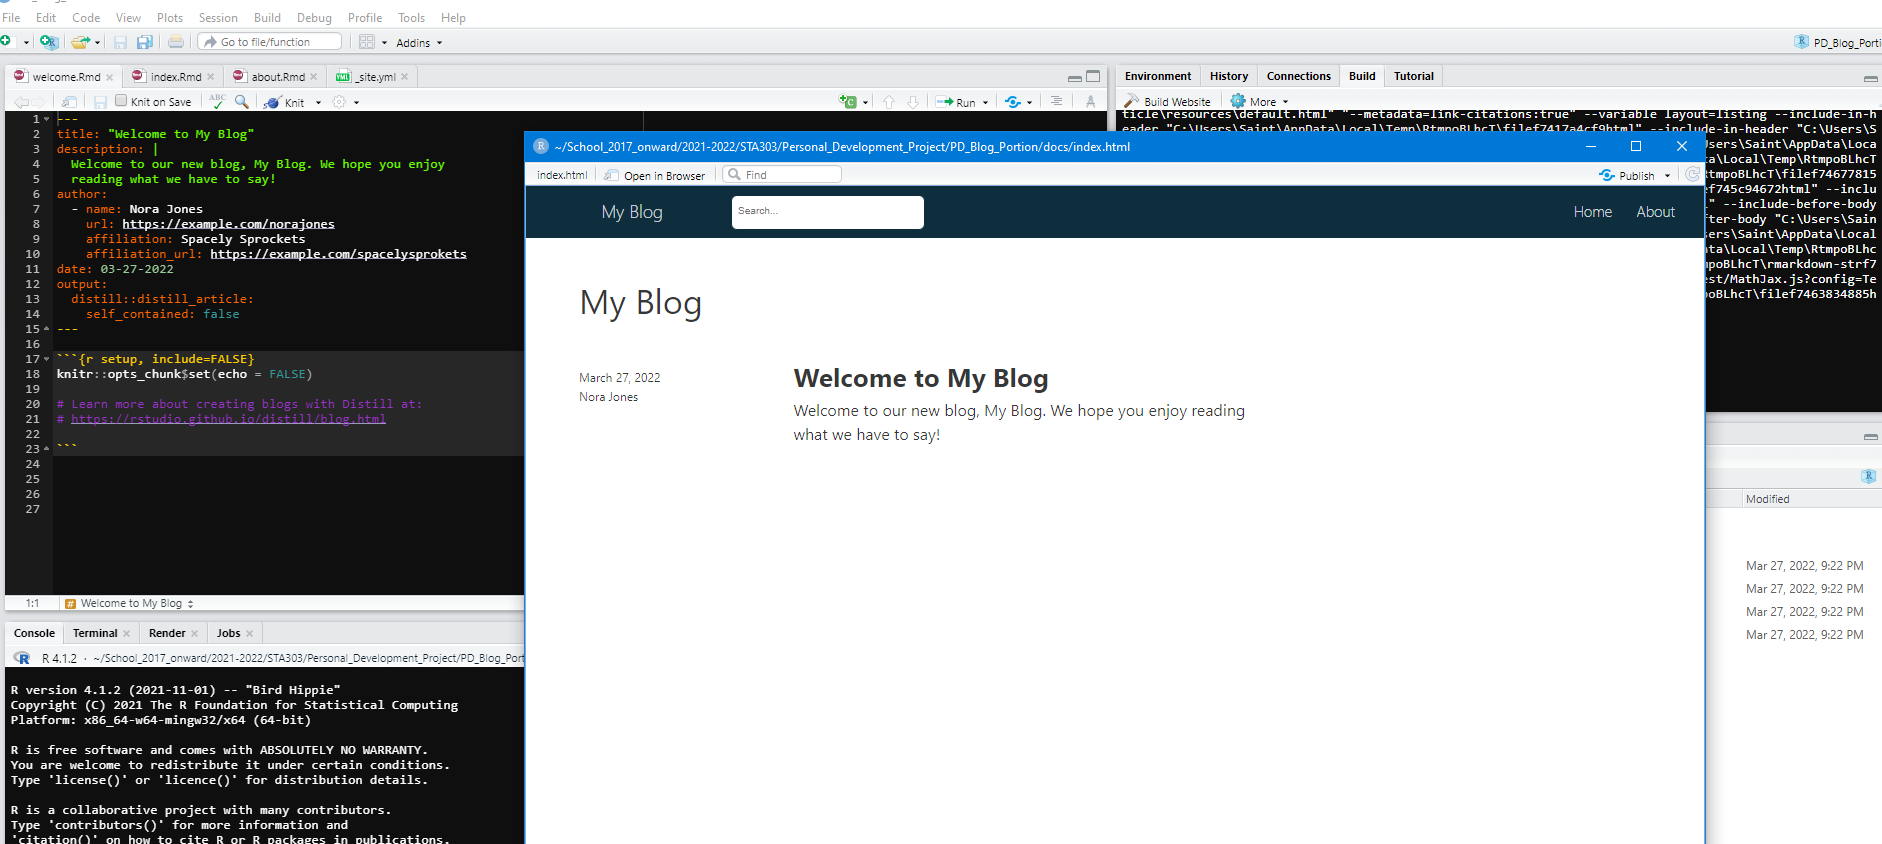 File Edit Code View Plots Session Build Debug Profile Tools Help
Go to file/function Addins PD_Blog_Porti
welcome.Rmd index.Rmd about.Rmd _site.yml
Knit on Save ABC Knit Run
1 ---
2 title: "Welcome to My Blog"
3 description: |
4 Welcome to our new blog, My Blog. We hope you enjoy
5 reading what we have to say!
6 author:
7 - name: Nora Jones
8 url: https://example.com/norajones
9 affiliation: Spacely Sprockets
10 affiliation_url: https://example.com/spacelysprokets
11 date: 03-27-2022
12 output:
13 distill::distill_article:
14 self_contained: false
15 ---
16
17 ```{r setup, include=FALSE}
18 knitr::opts_chunk$set(echo = FALSE)
19
20 # Learn more about creating blogs with Distill at:
21 # https://rstudio.github.io/distill/blog.html
22
23 ```
24
25
26
27
1:1 # Welcome to My Blog
Console Terminal Render Jobs
R R 4.1.2 · ~/School_2017_onward/2021-2022/STA303/Personal_Development_Project/PD_Blog_Port
R version 4.1.2 (2021-11-01) -- "Bird Hippie"
Copyright (C) 2021 The R Foundation for Statistical Computing
Platform: x86_64-w64-mingw32/x64 (64-bit)
R is free software and comes with ABSOLUTELY NO WARRANTY.
You are welcome to redistribute it under certain conditions.
Type 'license()' or 'licence()' for distribution details.
R is a collaborative project with many contributors.
Type 'contributors()' for more information and
'citation()' on how to cite R or R packages in publications.
~/School_2017_onward/2021-2022/STA303/Personal_Development_Project/PD_Blog_Portion/docs/index.html
index.html Open in Browser Find Publish
My Blog Search... Home About
My Blog
March 27, 2022
Nora Jones
Welcome to My Blog
Welcome to our new blog, My Blog. We hope you enjoy reading
what we have to say!
Environment History Connections Build Tutorial
Build Website More
ticle\resources\default.html" "--metadata=link-citations:true" --variable layout=listing --include-in-h
eader "C:\Users\Saint\AppData\Local\Temp\RtmpoBLhcT\filef7417a4cf9html" --include-in-header "C:\Users\S
sers\Saint\AppData\Loca
ata\Local\Temp\RtmpoBLhcT
RtmpoBLhcT\filef74677815
ef745c94672html" --inclu
" --include-before-body
fter-body "C:\Users\Sain
ers\Saint\AppData\Local
ta\Local\Temp\RtmpoBLhc
mpoBLhcT\rmarkdown-strf7
est/MathJax.js?config=Te
poBLhcT\filef7463834885h
Modified
Mar 27, 2022, 9:22 PM
Mar 27, 2022, 9:22 PM
Mar 27, 2022, 9:22 PM
Mar 27, 2022, 9:22 PM